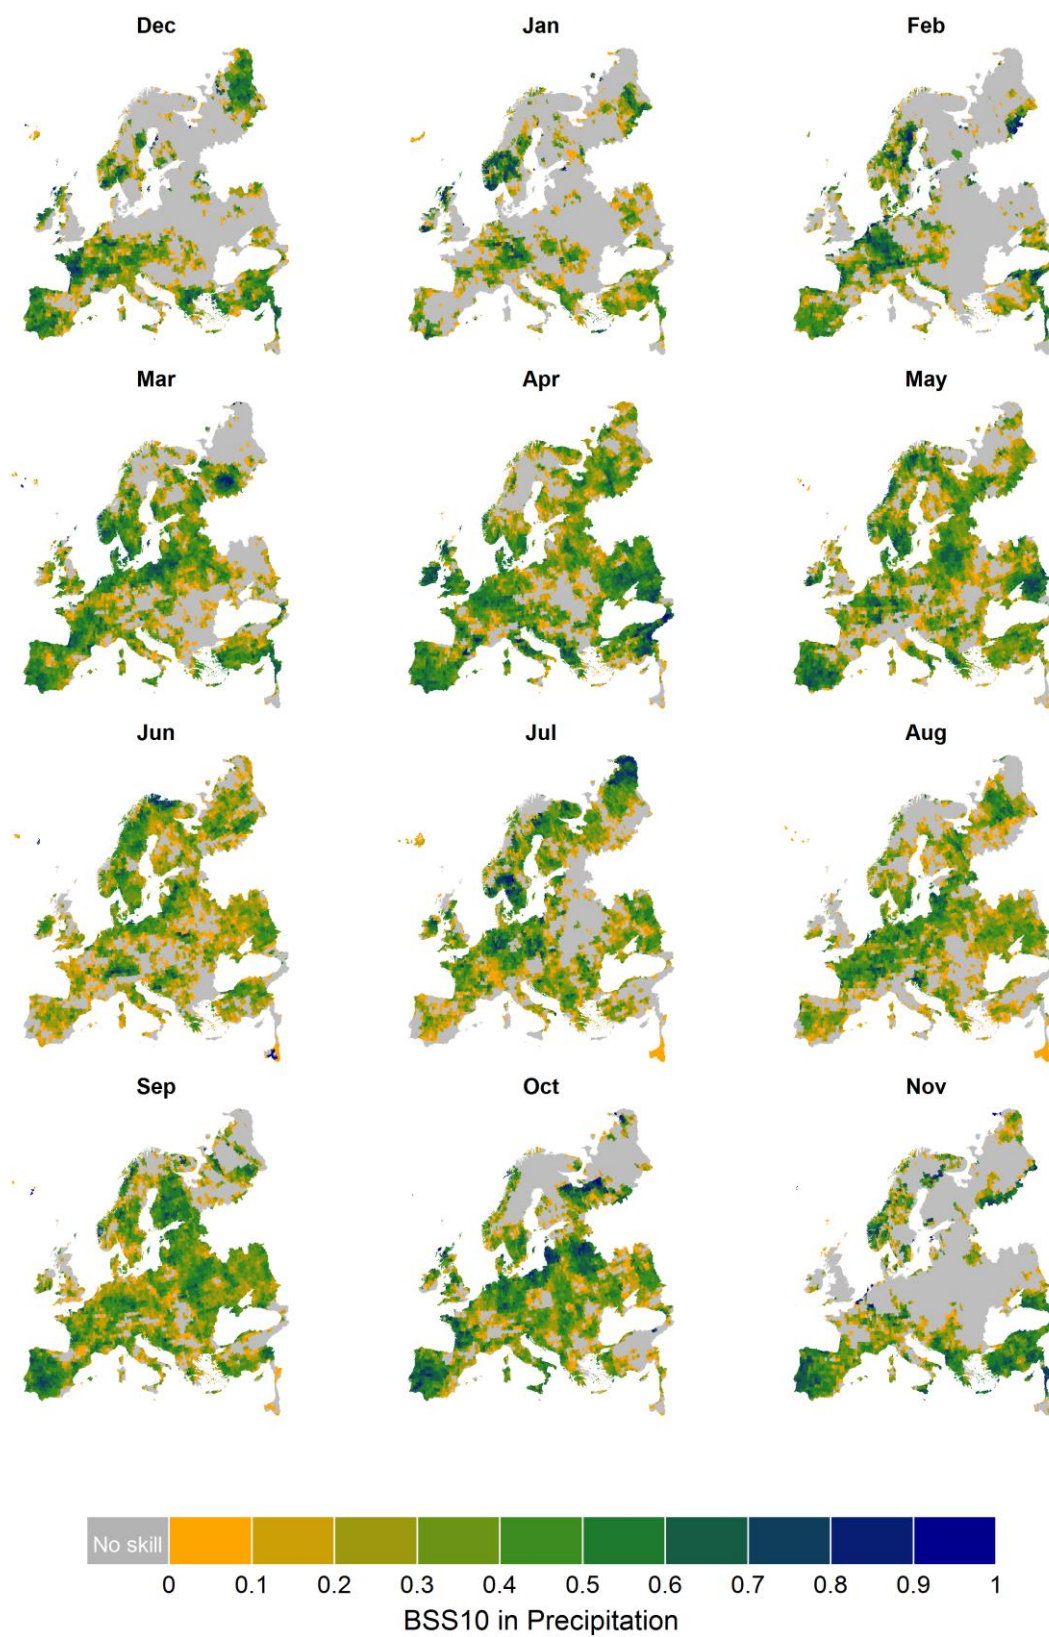 Dec Jan Feb
Mar Apr May
Jun Jul Aug
Sep Oct Nov
No skill
0 0.1 0.2 0.3 0.4 0.5 0.6 0.7 0.8 0.9 1
BSS10 in Precipitation